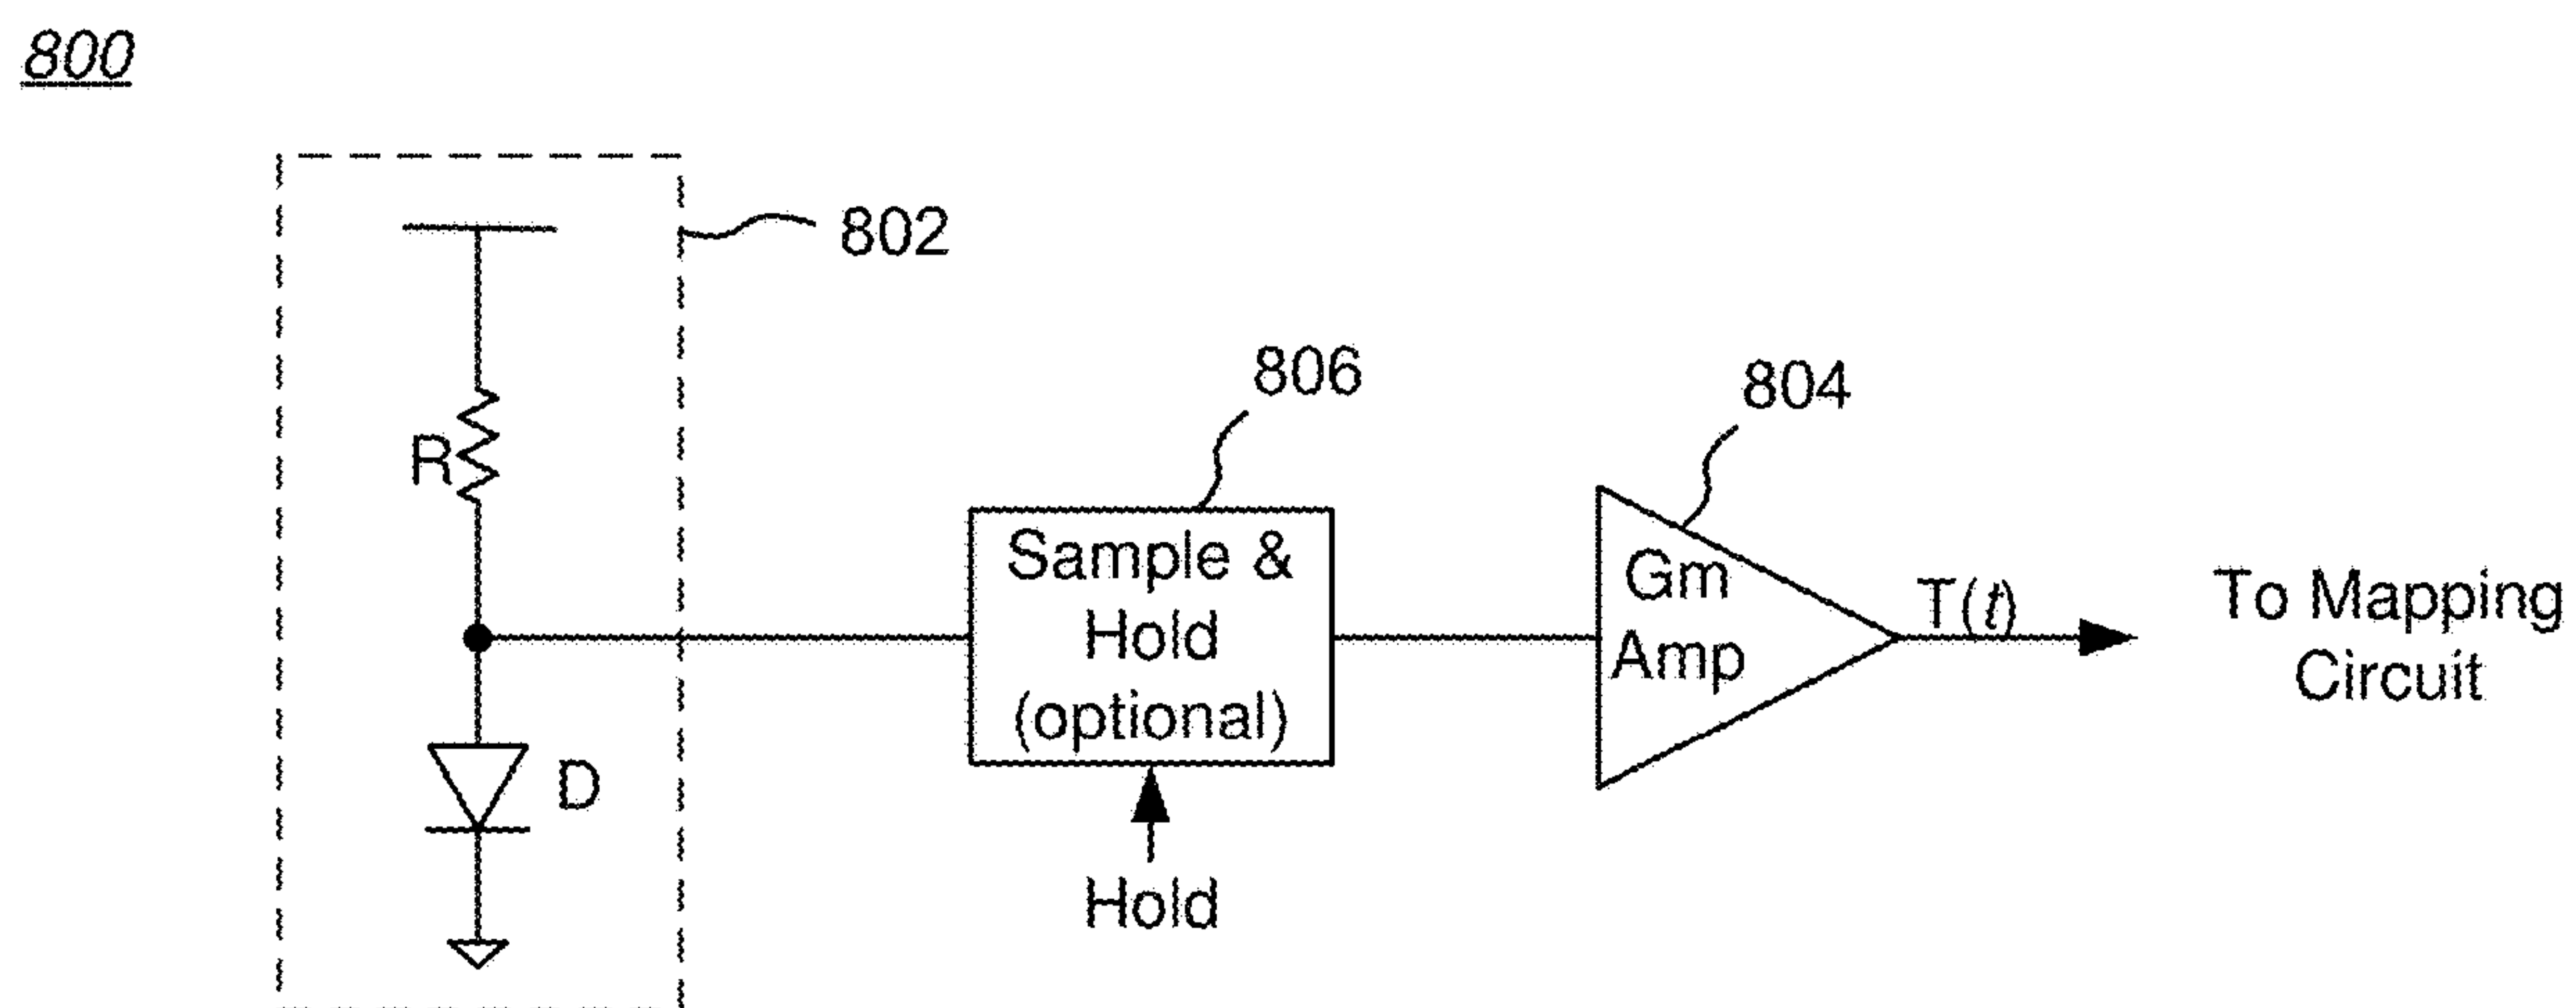 800
802
806
804
R
Sample &
Hold
(optional)
Gm
Amp
T(t)
To Mapping
Circuit
D
Hold